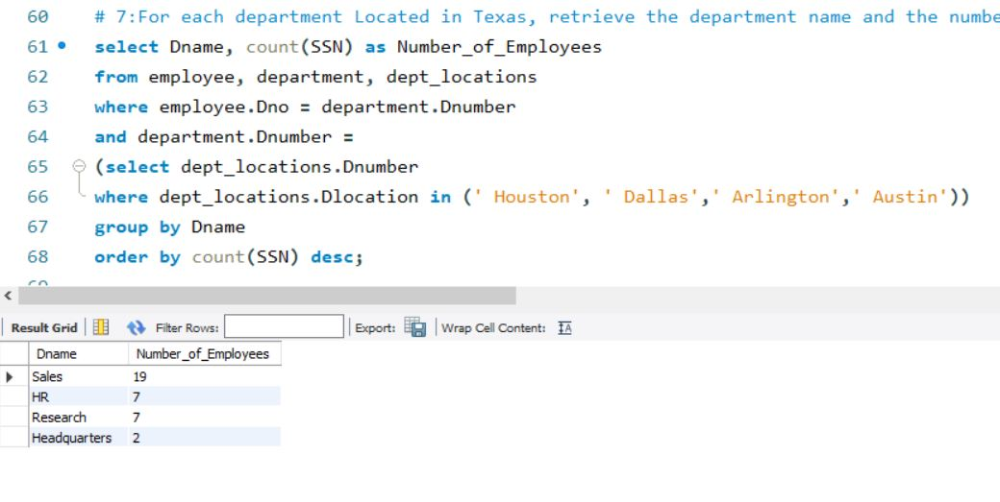 60 # 7:For each department Located in Texas, retrieve the department name and the numbe
61 select Dname, count(SSN) as Number_of_Employees
62 from employee, department, dept_locations
63 where employee.Dno = department.Dnumber
64 and department.Dnumber =
65 (select dept_locations.Dnumber
66 where dept_locations.Dlocation in (' Houston', ' Dallas',' Arlington',' Austin'))
67 group by Dname
68 order by count(SSN) desc;
Result Grid Filter Rows: Export: Wrap Cell Content:
Dname Number_of_Employees
Sales 19
HR 7
Research 7
Headquarters 2